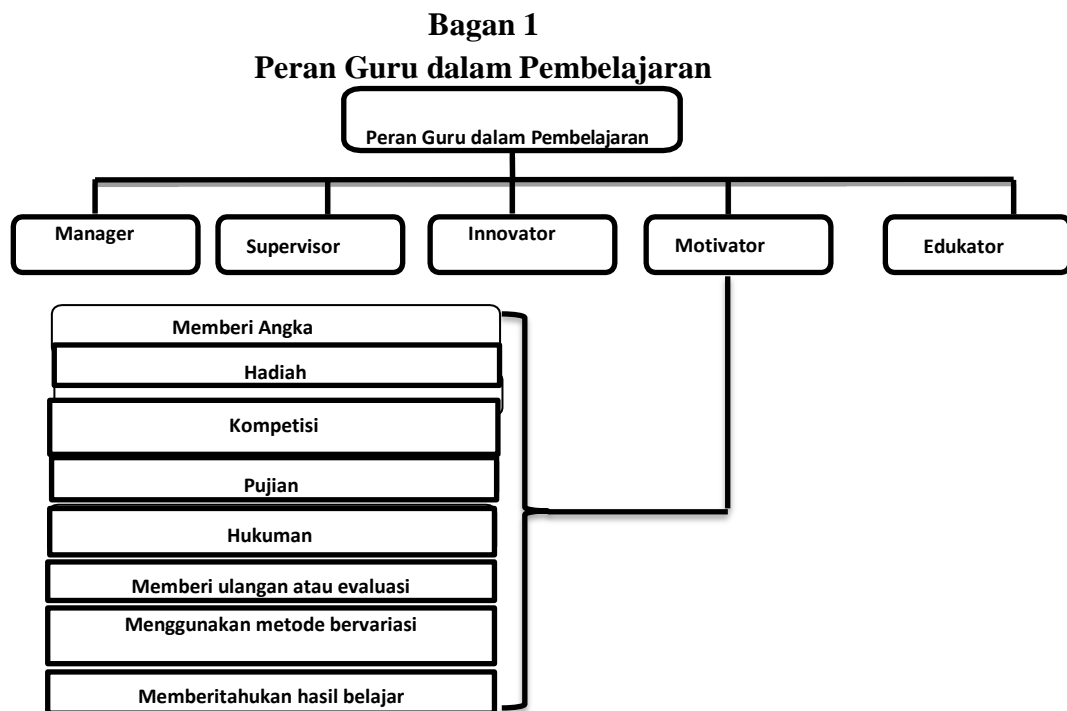 Bagan 1
Peran Guru dalam Pembelajaran
Peran Guru dalam Pembelajaran
Manager
Supervisor
Innovator
Motivator
Edukator
Memberi Angka
Hadiah
Kompetisi
Pujian
Hukuman
Memberi ulangan atau evaluasi
Menggunakan metode bervariasi
Memberitahukan hasil belajar